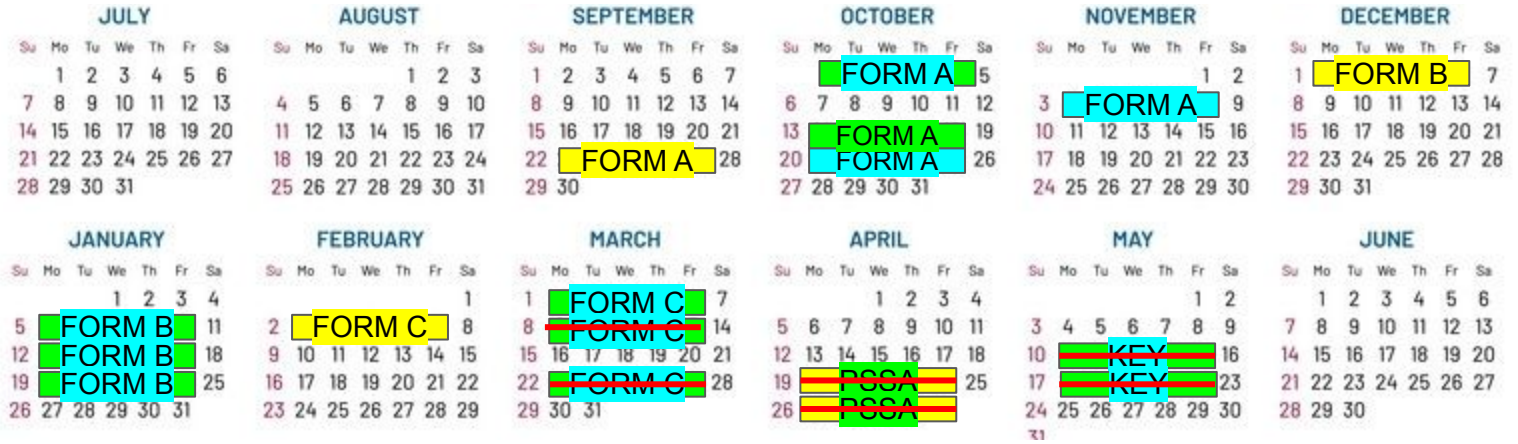 JULY
Su Mo Tu We Th Fr Sa
1 2 3 4 5 6
7 8 9 10 11 12 13
14 15 16 17 18 19 20
21 22 23 24 25 26 27
28 29 30 31
AUGUST
Su Mo Tu We Th Fr Sa
1 2 3
4 5 6 7 8 9 10
11 12 13 14 15 16 17
18 19 20 21 22 23 24
25 26 27 28 29 30 31
SEPTEMBER
Su Mo Tu We Th Fr Sa
1 2 3 4 5 6 7
8 9 10 11 12 13 14
15 16 17 18 19 20 21
22 FORM A 28
29 30
OCTOBER
Su Mo Tu We Th Fr Sa
FORM A 5
6 7 8 9 10 11 12
13 FORM A 19
20 FORM A 26
27 28 29 30 31
NOVEMBER
Su Mo Tu We Th Fr Sa
1 2
3 FORM A 9
10 11 12 13 14 15 16
17 18 19 20 21 22 23
24 25 26 27 28 29 30
DECEMBER
Su Mo Tu We Th Fr Sa
1 FORM B 7
8 9 10 11 12 13 14
15 16 17 18 19 20 21
22 23 24 25 26 27 28
29 30 31
JANUARY
Su Mo Tu We Th Fr Sa
1 2 3 4
5 FORM B 11
12 FORM B 18
19 FORM B 25
26 27 28 29 30 31
FEBRUARY
Su Mo Tu We Th Fr Sa
1
2 FORM C 8
9 10 11 12 13 14 15
16 17 18 19 20 21 22
23 24 25 26 27 28 29
MARCH
Su Mo Tu We Th Fr Sa
1 FORM C 7
8 FORM C 14
15 16 17 18 19 20 21
22 FORM C 28
29 30 31
APRIL
Su Mo Tu We Th Fr Sa
1 2 3 4
5 6 7 8 9 10 11
12 13 14 15 16 17 18
19 PSSA 25
26 PSSA
MAY
Su Mo Tu We Th Fr Sa
1 2
3 4 5 6 7 8 9
10 KEY 16
17 KEY 23
24 25 26 27 28 29 30
31
JUNE
Su Mo Tu We Th Fr Sa
1 2 3 4 5 6
7 8 9 10 11 12 13
14 15 16 17 18 19 20
21 22 23 24 25 26 27
28 29 30